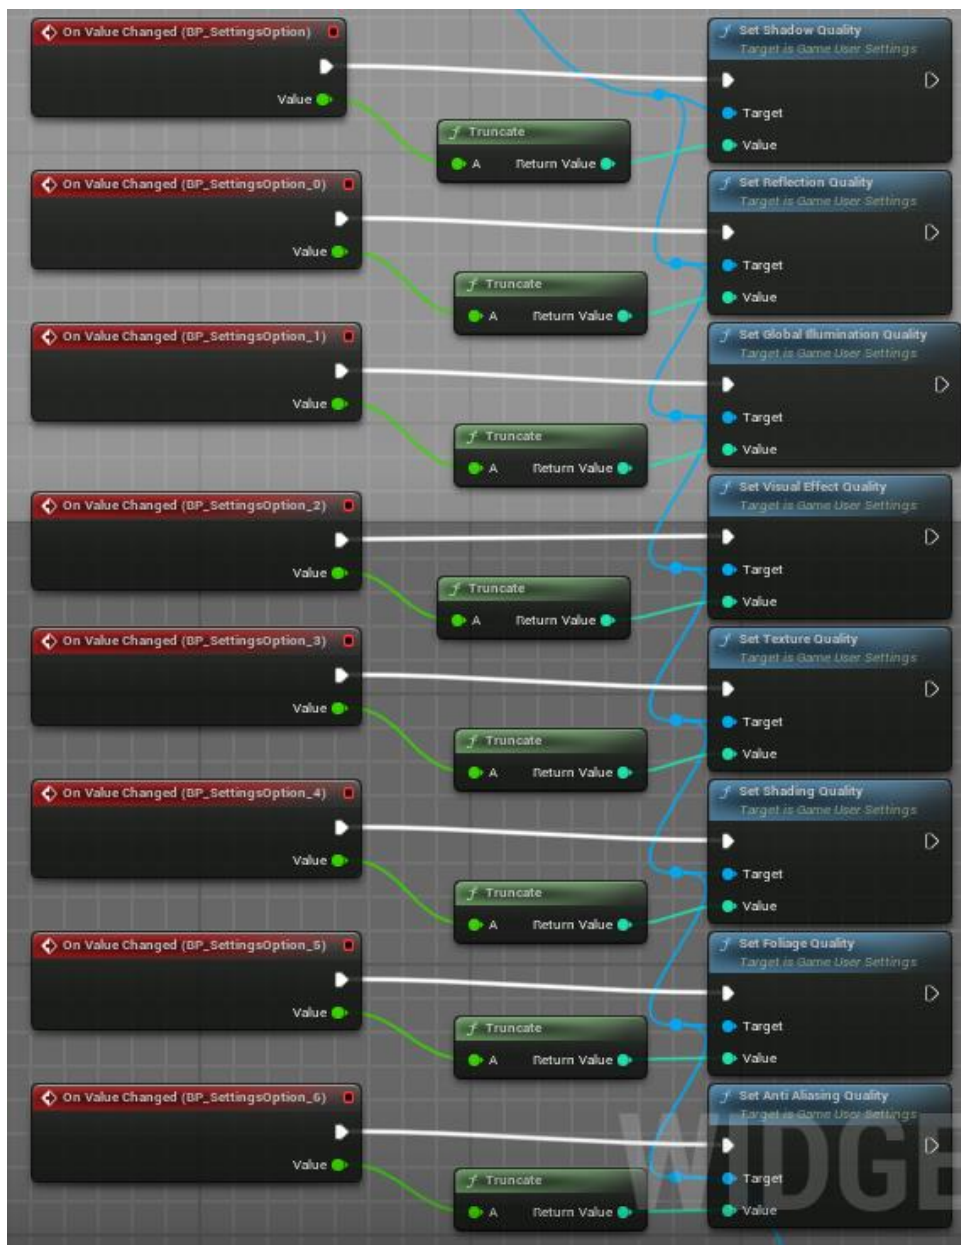 On Value Changed (BP_SettingsOption)
Value
Truncate
A Return Value
Set Shadow Quality
Target is Game User Settings
Target
Value
On Value Changed (BP_SettingsOption_0)
Value
Truncate
A Return Value
Set Reflection Quality
Target is Game User Settings
Target
Value
On Value Changed (BP_SettingsOption_1)
Value
Truncate
A Return Value
Set Global Illumination Quality
Target is Game User Settings
Target
Value
On Value Changed (BP_SettingsOption_2)
Value
Truncate
A Return Value
Set Visual Effect Quality
Target is Game User Settings
Target
Value
On Value Changed (BP_SettingsOption_3)
Value
Truncate
A Return Value
Set Texture Quality
Target is Game User Settings
Target
Value
On Value Changed (BP_SettingsOption_4)
Value
Truncate
A Return Value
Set Shading Quality
Target is Game User Settings
Target
Value
On Value Changed (BP_SettingsOption_5)
Value
Truncate
A Return Value
Set Foliage Quality
Target is Game User Settings
Target
Value
On Value Changed (BP_SettingsOption_6)
Value
Truncate
A Return Value
Set Anti Aliasing Quality
Target is Game User Settings
Target
Value
WIDGE